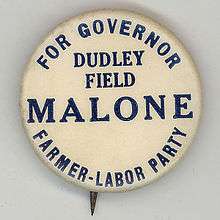 FOR GOVERNOR
DUDLEY
FIELD
MALONE
FARMER-LABOR PARTY